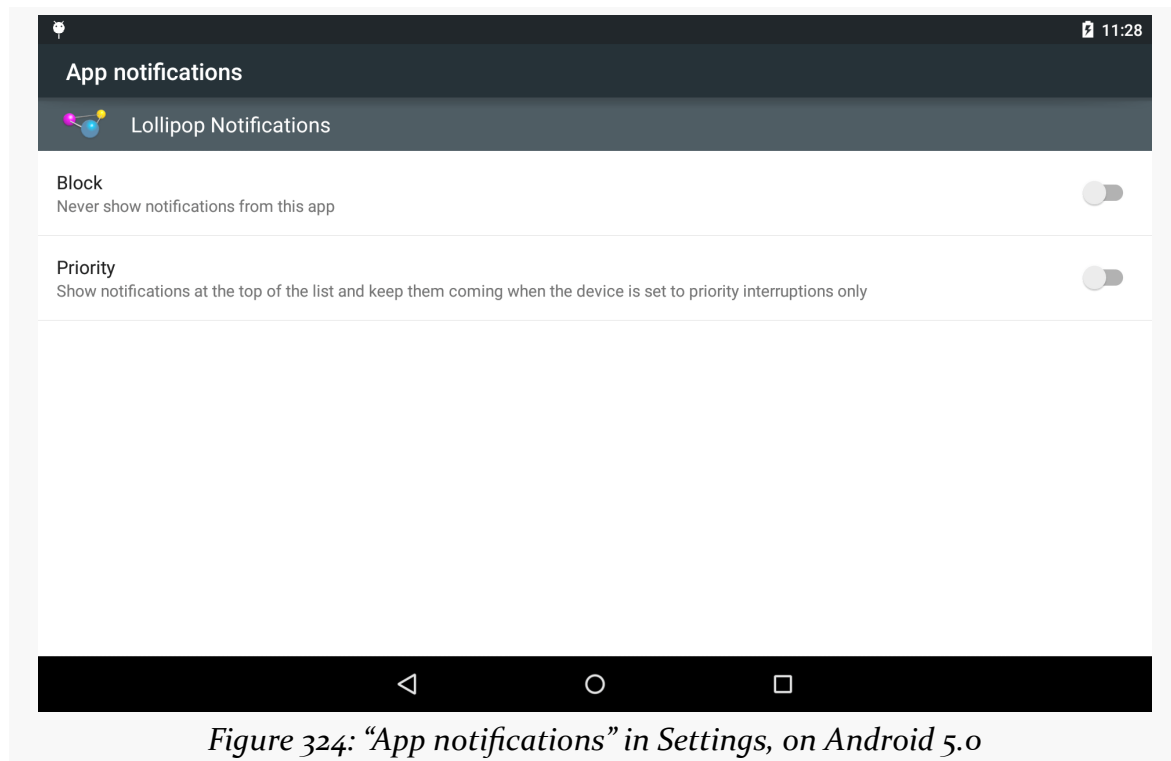 11:28
App notifications
Lollipop Notifications
Block
Never show notifications from this app
Priority
Show notifications at the top of the list and keep them coming when the device is set to priority interruptions only
Figure 324: “App notifications” in Settings, on Android 5.0